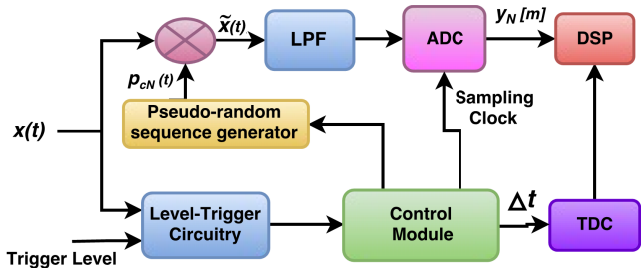 x̃(t)
LPF
ADC
y_N [m]
DSP
p_cN (t)
Pseudo-random
sequence generator
Sampling
Clock
x(t)
Level-Trigger
Circuitry
Control
Module
Δt
TDC
Trigger Level